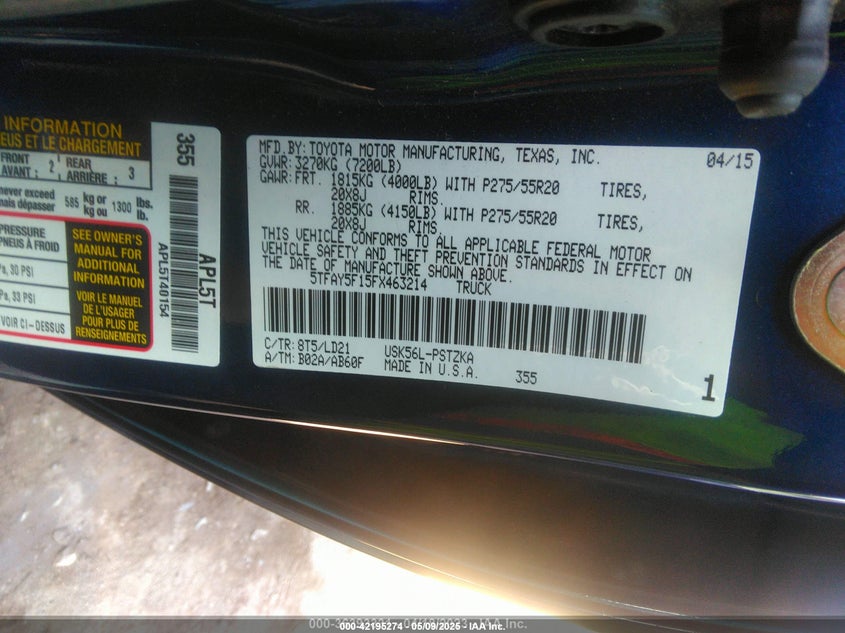 INFORMATION
EUS ET LE CHARGEMENT
FRONT
AVANT : 2 REAR
ARRIÈRE : 3
never exceed
mais dépasser 585 kg or
kg ou 1300 lbs.
lb.
PRESSURE
PNEUS À FROID
Pa, 30 PSI
Pa, 33 PSI
VOIR CI - DESSUS
SEE OWNER'S
MANUAL FOR
ADDITIONAL
INFORMATION
VOIR LE MANUEL
DE L'USAGER
POUR PLUS DE
RENSEIGNEMENTS
355
APL5T
APL5T40154
MFD.BY: TOYOTA MOTOR MANUFACTURING, TEXAS, INC. 04/15
GVWR: 3270KG (7200LB)
GAWR: FRT. 1815KG (4000LB) WITH P275/55R20 TIRES,
20X8J RIMS.
RR. 1885KG (4150LB) WITH P275/55R20 TIRES,
20X8J RIMS.
THIS VEHICLE CONFORMS TO ALL APPLICABLE FEDERAL MOTOR
VEHICLE SAFETY AND THEFT PREVENTION STANDARDS IN EFFECT ON
THE DATE OF MANUFACTURE SHOWN ABOVE.
5TFAY5F15FX463214 TRUCK
C/TR: 8T5/LD21 USK56L-PSTZKA
A/TM: B02A/AB60F MADE IN U.S.A. 355
1
000-42195274 - 05/09/2025 - IAA Inc.